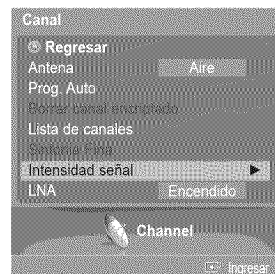 Canal
Regresar
Antena Aire
Prog. Auto
Borrar canal encriptado
Lista de canales
Sintonía Fina
Intensidad señal
LNA Encendido
Channel
Ingresar